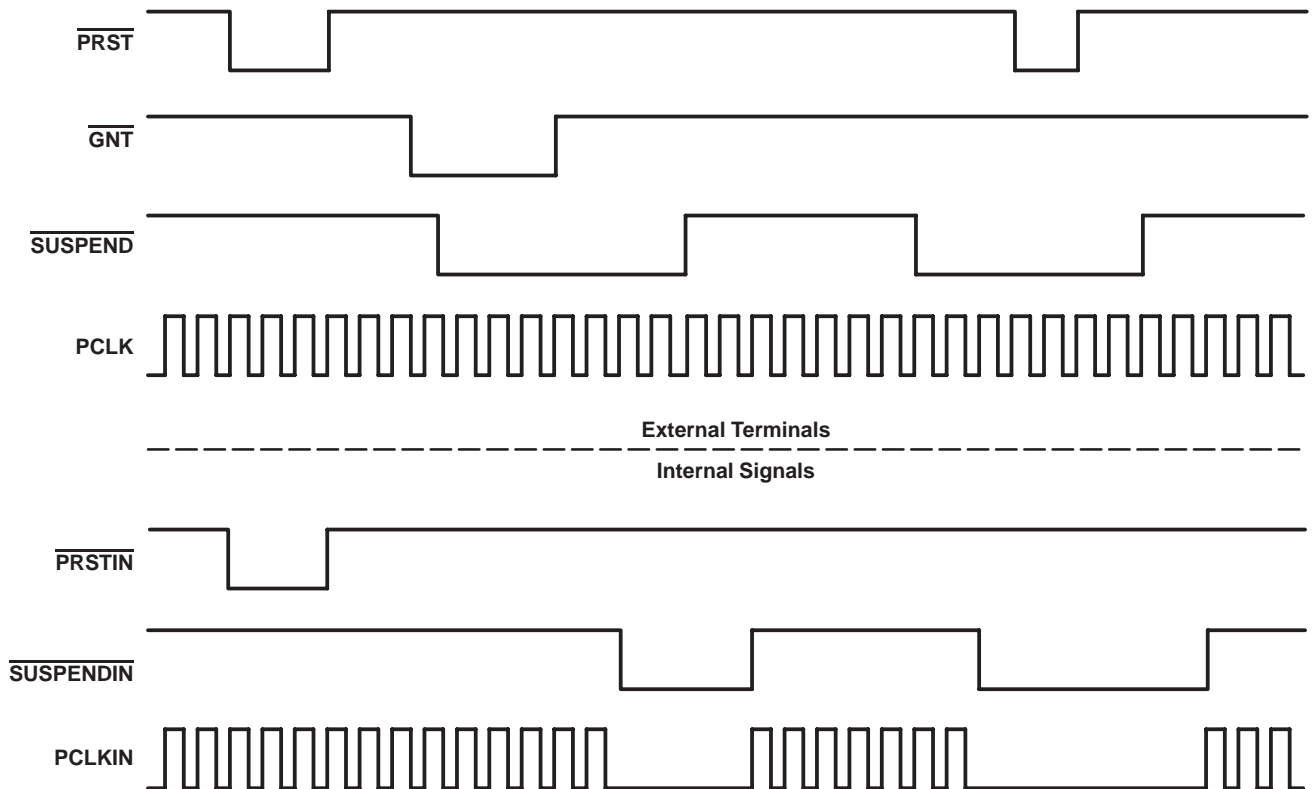 PRST
GNT
SUSPEND
PCLK
External Terminals
Internal Signals
PRSTIN
SUSPENDIN
PCLKIN